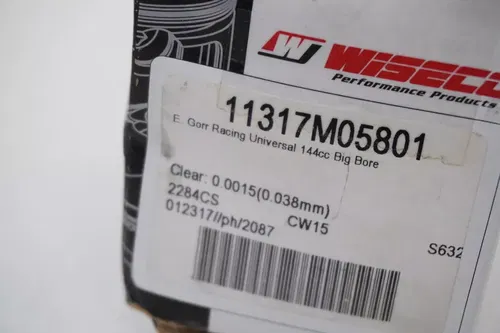 WISECO
Performance Products
11317M05801
E. Gorr Racing Universal 144cc Big Bore
Clear: 0.0015(0.038mm)
2284CS CW15
012317//ph/2087
S632